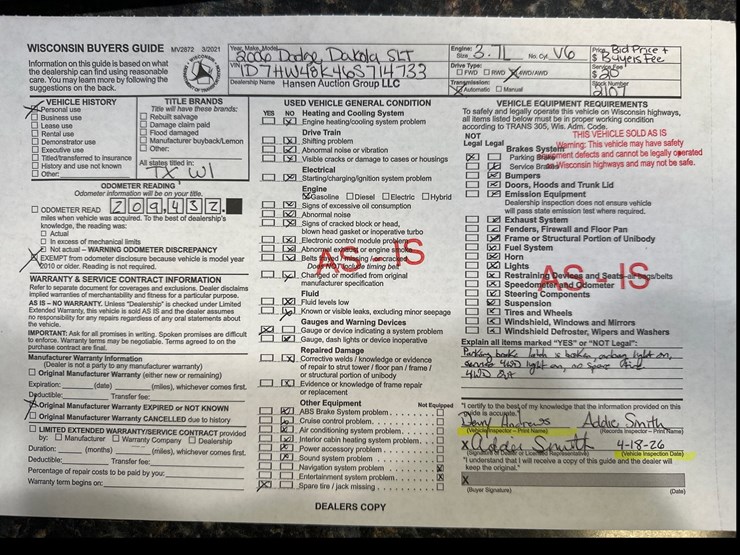 WISCONSIN BUYERS GUIDE MV2872 3/2021
Information on this guide is based on what
the dealership can find using reasonable
care. You may learn more by following the
suggestions on the back.
Year, Make, Model
2006 Dodge Dakota SLT
VIN 1D7HW48K46S714733
Dealership Name Hansen Auction Group LLC
Engine: Size 3.7L No. Cyl. V6
Drive Type:
FWD RWD 4WD/AWD
Transmission
Automatic Manual
Price Bid Price +
$ Buyers Fee
Service Fee
$ 20
Stock Number
VEHICLE HISTORY
Personal use
Business use
Lease use
Rental use
Demonstrator use
Executive use
Titled/transferred to insurance
History and use not known
Other:
TITLE BRANDS
Title will have these brands:
Rebuilt salvage
Damage claim paid
Flood damaged
Manufacturer buyback/Lemon
Other:
All states titled in:
TX WI
ODOMETER READING
Odometer information will be on title.
ODOMETER READ 209,432
miles when vehicle was acquired. To the best of dealership's
knowledge, the reading was:
Actual
In excess of mechanical limits
Not actual – WARNING ODOMETER DISCREPANCY
EXEMPT from odometer disclosure because vehicle is model year
2010 or older. Reading is not required.
WARRANTY & SERVICE CONTRACT INFORMATION
Refer to separate document for coverages and exclusions. Dealer disclaims
implied warranties of merchantability and fitness for a particular purpose.
AS IS – NO WARRANTY. Unless "Dealership" is checked under Limited
Extended Warranty/Service, this vehicle is sold AS IS and the dealer assumes
no responsibility for any repairs regardless of any oral statements about
the vehicle.
IMPORTANT: Ask for all promises in writing. Spoken promises are difficult
to enforce. Warranty terms may be negotiable. Terms agreed to on the
purchase contract are final.
Manufacturer Warranty Information
(Dealer is not a party to any manufacturer warranty)
Original Manufacturer Warranty (either new or remaining)
Expiration: (date) (miles), whichever comes first.
Deductible: Transfer fee:
Original Manufacturer Warranty EXPIRED or NOT KNOWN
Original Manufacturer Warranty CANCELLED due to history
LIMITED EXTENDED WARRANTY/SERVICE CONTRACT provided
by: Manufacturer Warranty Company Dealership
Duration: (months) (miles), whichever comes first.
Deductible: Transfer fee:
Percentage of repair costs to be paid by you:
Warranty term begins on:
USED VEHICLE GENERAL CONDITION
YES NO
Heating and Cooling System
Engine heating/cooling system problem
Drive Train
Shifting problem
Abnormal noise or vibration
Visible cracks or damage to cases or housings
Electrical
Starting/charging/ignition system problem
Engine
Gasoline Diesel Electric Hybrid
Signs of excessive oil consumption
Abnormal noise
Signs of cracked block or head,
blown head gasket or inoperative turbo
Electronic control module problem
Belts
timing belt
Changed or modified from original
manufacturer specification
AS - IS
Fluid
Fluid levels low
Known or visible leaks, excluding minor seepage
Gauges and Warning Devices
Gauge or device indicating a system problem
Gauge, dash lights or device inoperative
Repaired Damage
Corrective welds / knowledge or evidence
of repair to strut tower / floor pan / frame /
or structural portion of unibody
Evidence or knowledge of frame repair
or replacement
Other Equipment Not Equipped
ABS Brake System problem
Cruise control problem
Air conditioning system problem
Interior cabin heating system problem
Power accessory problem
Sound system problem
Navigation system problem
Entertainment system problem
Spare tire / jack missing
VEHICLE EQUIPMENT REQUIREMENTS
To safely and legally operate this vehicle on Wisconsin highways,
all items listed below must be in proper working condition
according to TRANS 305, Wis. Adm. Code.
NOT
Legal Legal
THIS VEHICLE SOLD AS IS
Warning: This vehicle may have safety
equipment defects and cannot be legally operated
on Wisconsin highways and may not be safe.
Brakes System
Parking Brake
Service Brake
Bumpers
Doors, Hoods and Trunk Lid
Emission Equipment
Dealership inspection does not ensure vehicle
will pass emission test where required.
Exhaust System
Fenders, Firewall and Floor Pan
Frame or Structural Portion of Unibody
Fuel System
Horn
Lights
Restraining Devices and Seats–air bags/belts
Speedometer/Odometer
Steering Components
Suspension
Tires and Wheels
Windshield, Windows and Mirrors
Windshield Defroster, Wipers and Washers
AS - IS
Explain all items marked "YES" or "NOT Legal":
Parking brake latch is broken, airbag light on,
service 4WD light on, no spare tire
4WD
"I certify to the best of my knowledge that the information provided on this
guide is accurate."
Andrews Addie Smith
(Vehicle Inspector – Print Name) (Records Inspector – Print Name)
X Addie Smith 4-18-26
(Signature of Dealer or Licensed Representative) (Vehicle Inspection Date)
"I understand that I will receive a copy of this guide and the dealer will
keep the original."
X
(Buyer Signature) (Date)
DEALERS COPY